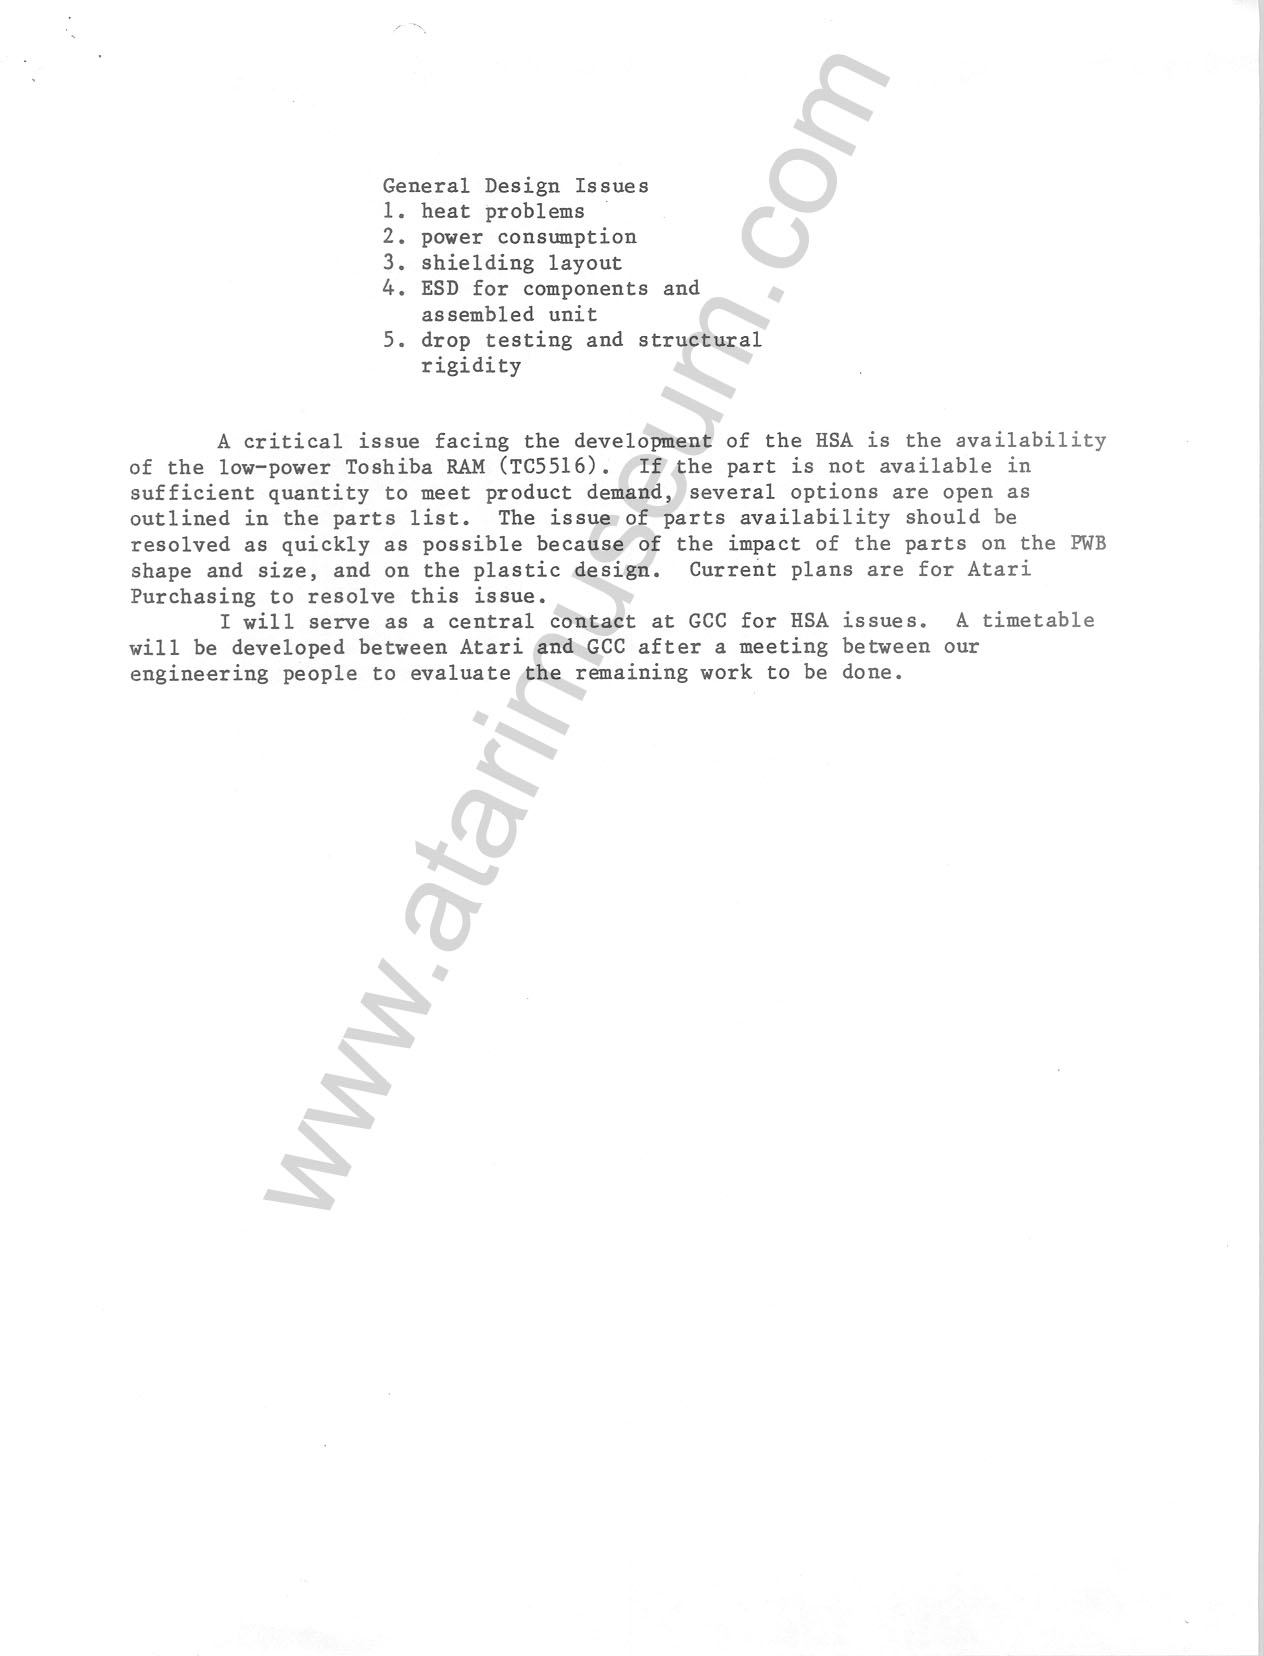 General Design Issues
1. heat problems
2. power consumption
3. shielding layout
4. ESD for components and
assembled unit
5. drop testing and structural
rigidity
A critical issue facing the development of the HSA is the availability
of the low-power Toshiba RAM (TC5516).  If the part is not available in
sufficient quantity to meet product demand, several options are open as
outlined in the parts list.  The issue of parts availability should be
resolved as quickly as possible because of the impact of the parts on the PWB
shape and size, and on the plastic design.  Current plans are for Atari
Purchasing to resolve this issue.
I will serve as a central contact at GCC for HSA issues.  A timetable
will be developed between Atari and GCC after a meeting between our
engineering people to evaluate the remaining work to be done.
www.atarimuseum.com